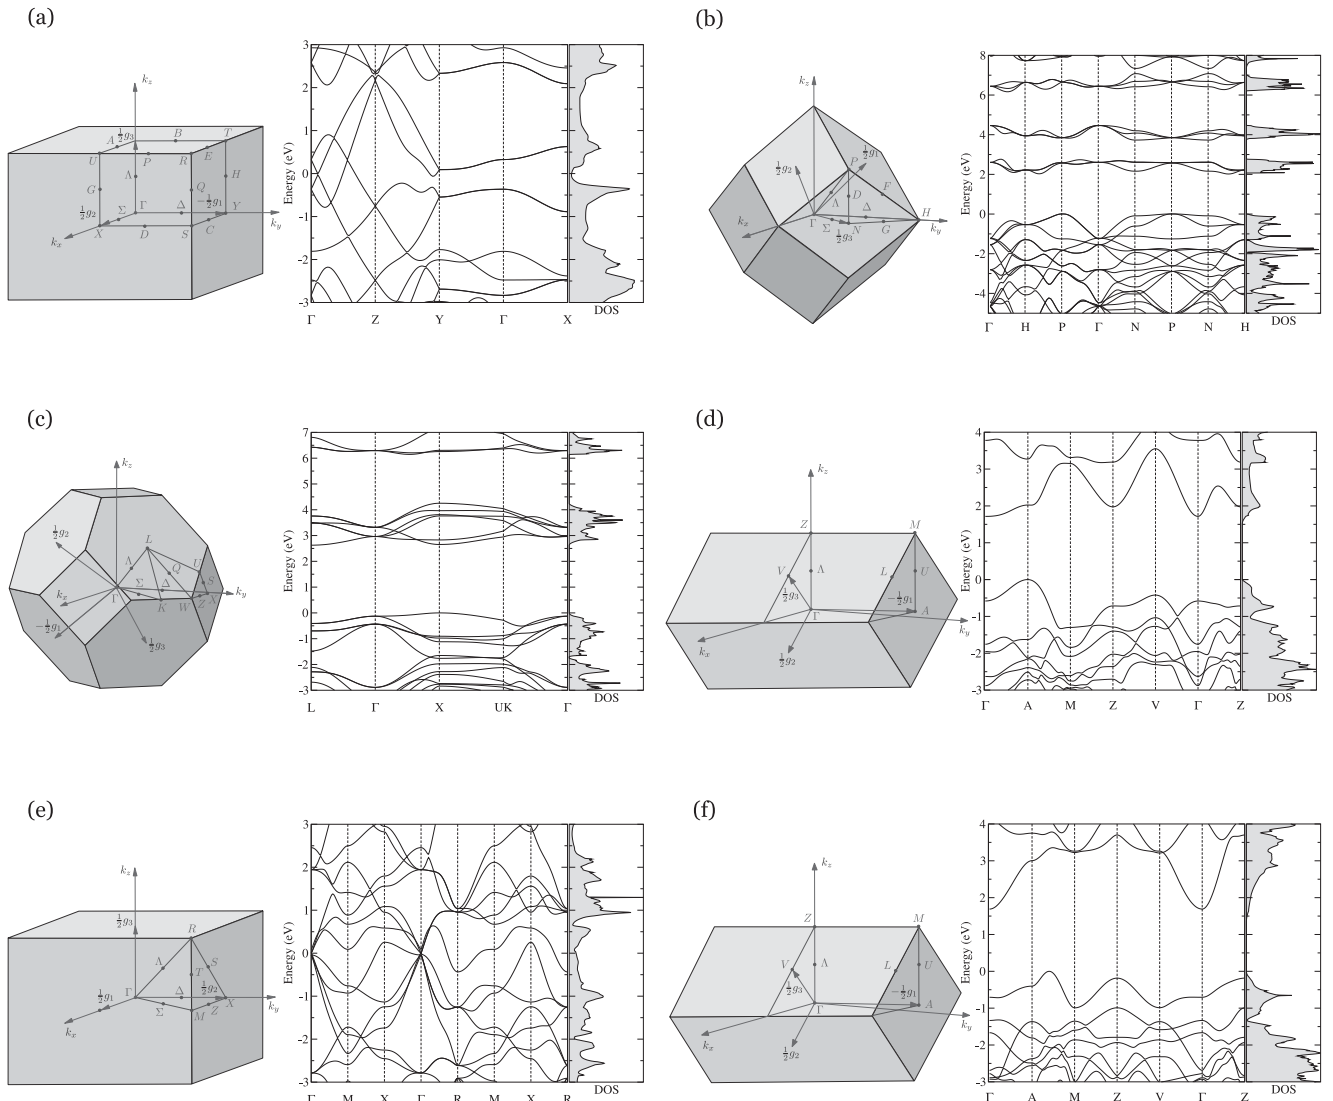 (a)
k_z
A
½g₃
B
T
U
P
R
E
Λ
G
Q
H
½g₂
Σ
Γ
Δ
−½g₁
Y
k_y
X
D
S
C
k_x
3
2
1
0
-1
-2
-3
Energy (eV)
Γ Z Y Γ X
DOS
(b)
k_z
½g₂
P
½g₁
Λ
D
F
Δ
H
k_x
Γ
Σ
N
G
k_y
½g₃
8
6
4
2
0
-2
-4
Energy (eV)
Γ H P Γ N P N H
DOS
(c)
k_z
½g₂
L
Λ
Q
U
Σ
Δ
S
k_x
Γ
K
W
Z
X
k_y
−½g₁
½g₃
7
6
5
4
3
2
1
0
-1
-2
-3
Energy (eV)
L Γ X UK Γ
DOS
(d)
k_z
Z
M
V
Λ
L
U
½g₃
−½g₁
Γ
A
k_x
½g₂
k_y
4
3
2
1
0
-1
-2
-3
Energy (eV)
Γ A M Z V Γ Z
DOS
(e)
k_z
½g₃
R
Λ
S
T
½g₁
Γ
Δ
½g₂
X
k_y
Σ
M
Z
k_x
3
2
1
0
-1
-2
-3
Energy (eV)
Γ M X Γ R M X R
DOS
(f)
k_z
Z
M
V
Λ
L
U
½g₃
−½g₁
Γ
A
k_x
½g₂
k_y
4
3
2
1
0
-1
-2
-3
Energy (eV)
Γ A M Z V Γ Z
DOS